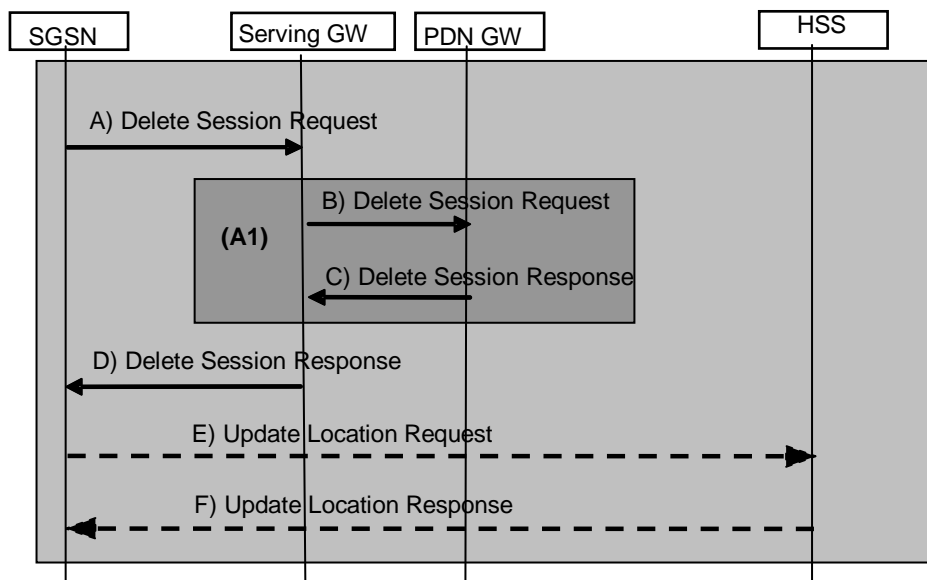 SGSN
Serving GW
PDN GW
HSS
A) Delete Session Request
B) Delete Session Request
(A1)
C) Delete Session Response
D) Delete Session Response
E) Update Location Request
F) Update Location Response